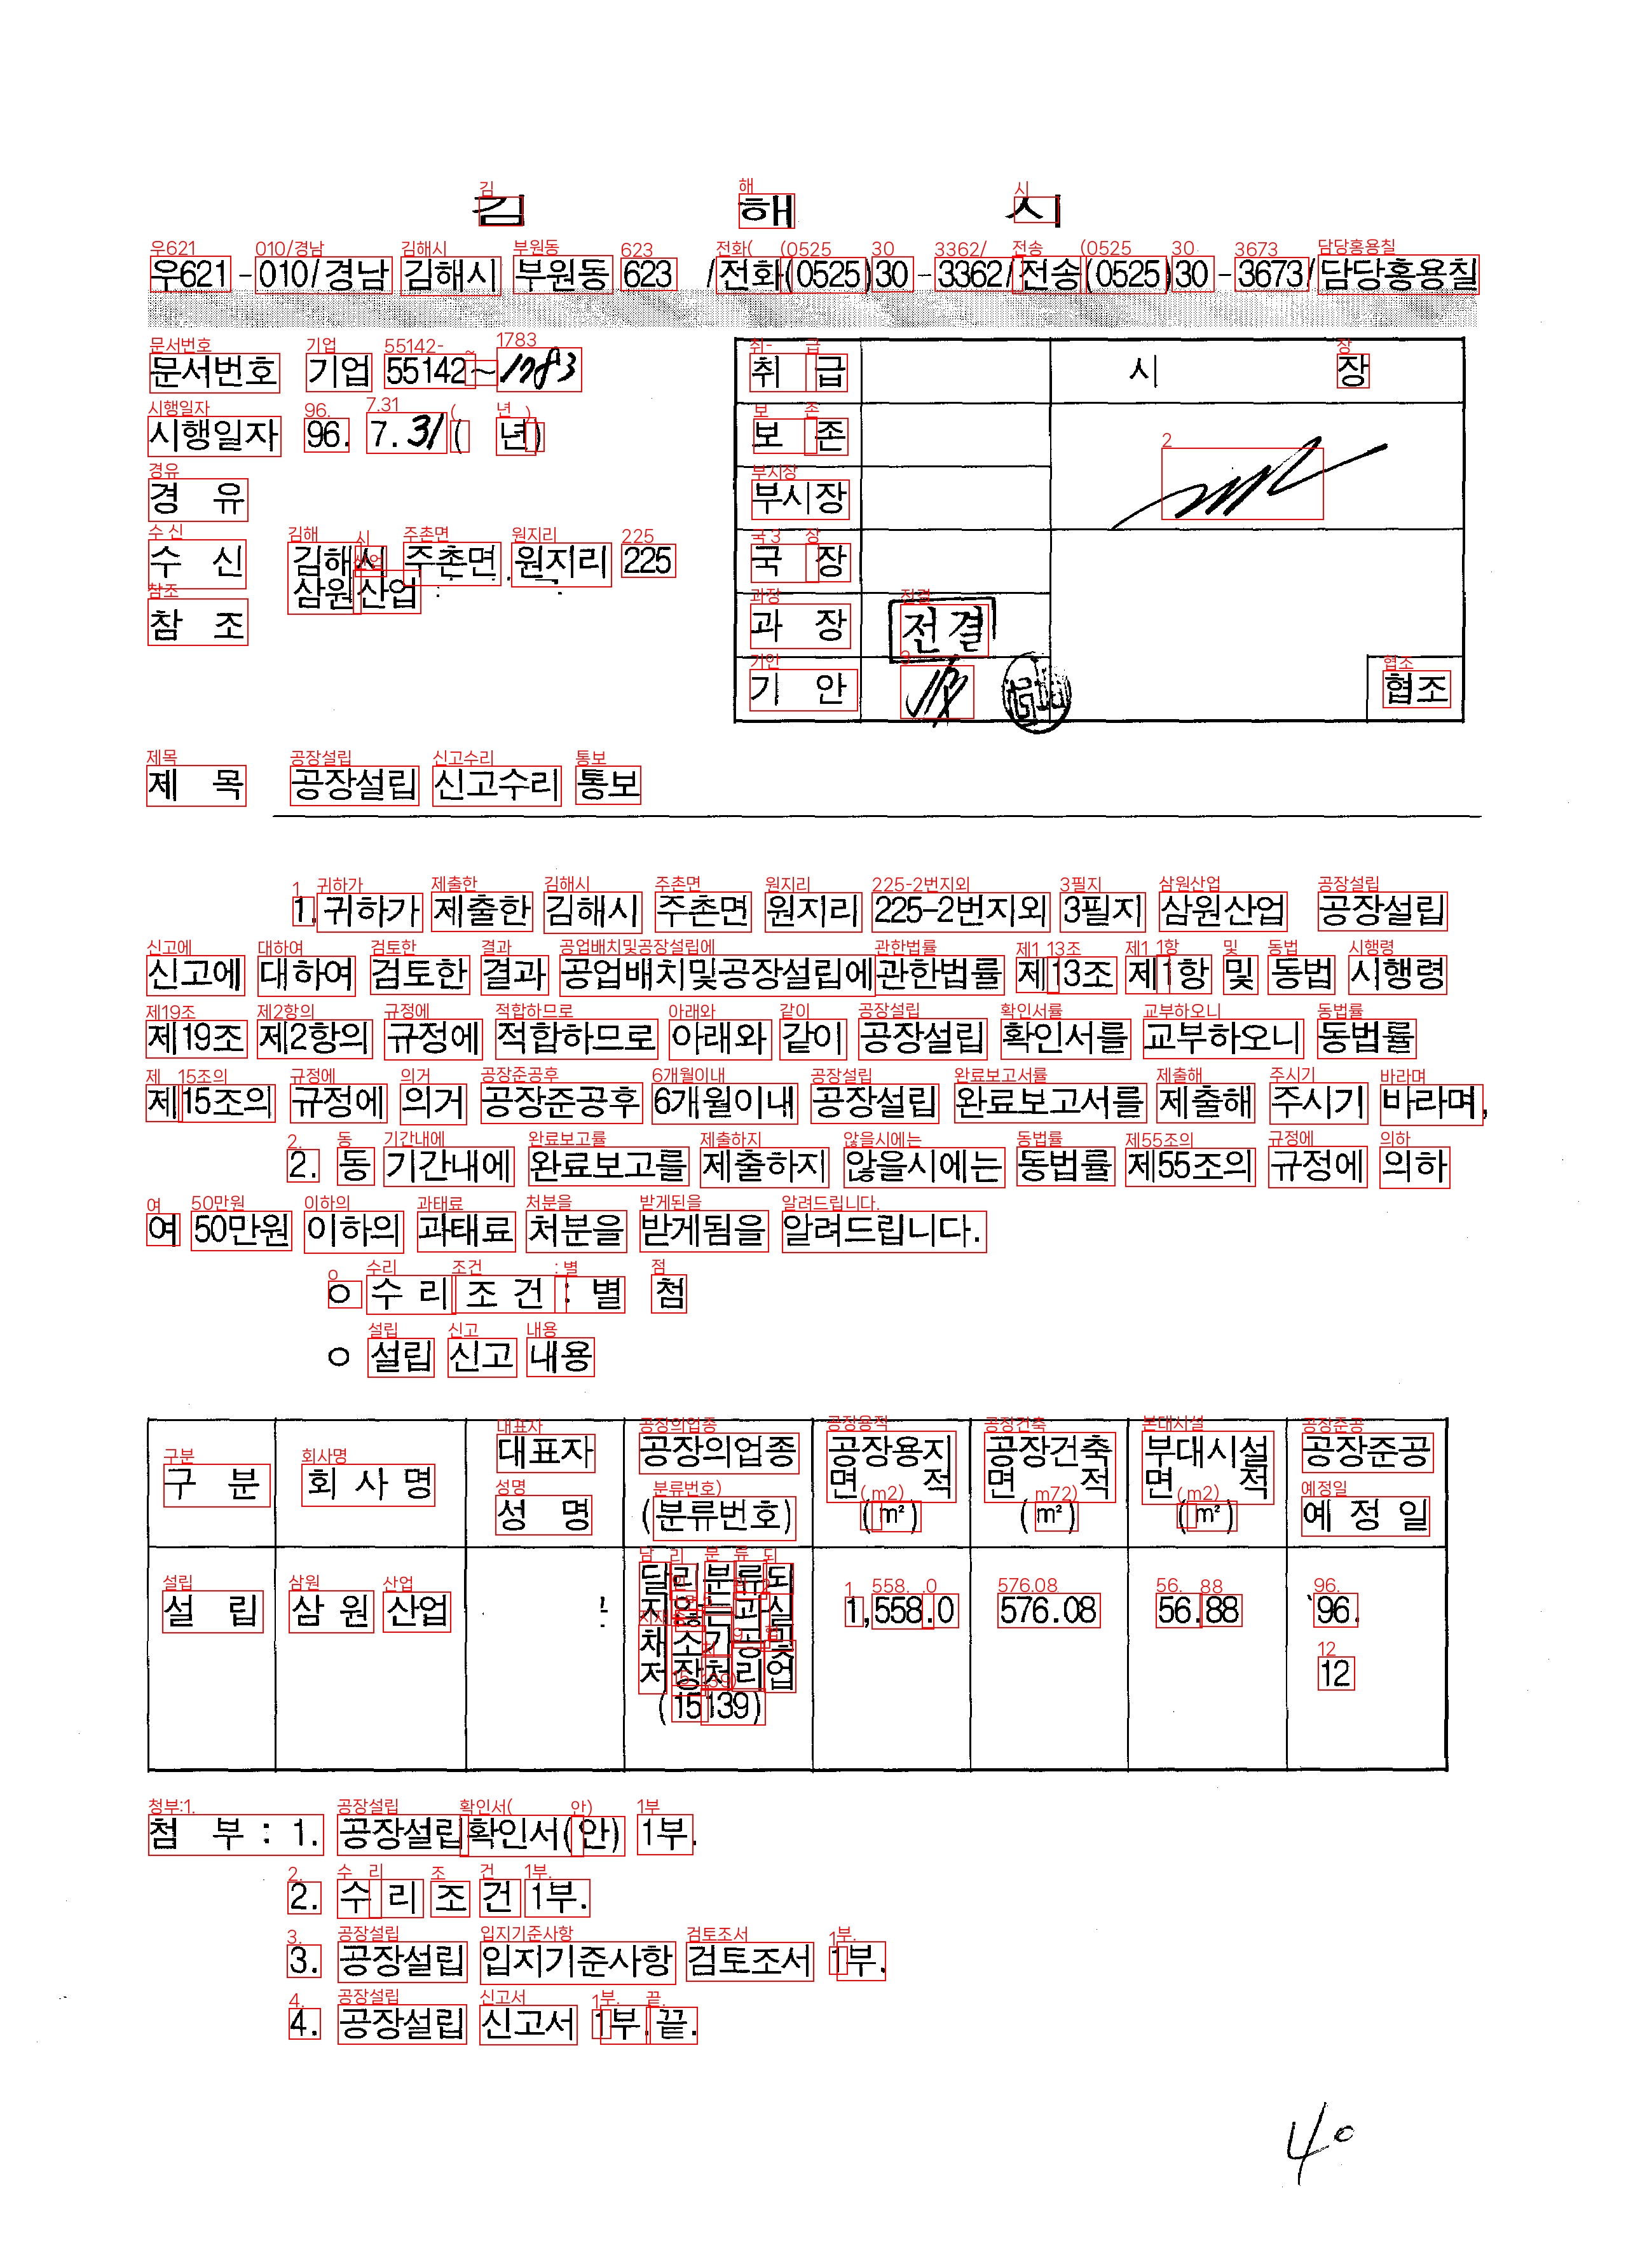 김 해 시
우621-010/경남 김해시 부원동 623 /전화(0525)30-3362/전송(0525)30-3673/담당홍용칠
문서번호 기업 55142~1783
시행일자 96. 7. 31 ( 년)
경 유
수 신 김해시 주촌면 원지리 225
삼원산업
참 조
취 급 시 장
보 존
부시장
국 장
과 장 전결
기 안 협조
제 목 공장설립 신고수리 통보
1. 귀하가 제출한 김해시 주촌면 원지리 225-2번지외 3필지 삼원산업 공장설립
신고에 대하여 검토한 결과 공업배치및공장설립에관한법률 제13조 제1항 및 동법 시행령
제19조 제2항의 규정에 적합하므로 아래와 같이 공장설립 확인서를 교부하오니 동법률
제15조의 규정에 의거 공장준공후 6개월이내 공장설립 완료보고서를 제출해 주시기 바라며,
2. 동 기간내에 완료보고를 제출하지 않을시에는 동법률 제55조의 규정에 의하
여 50만원 이하의 과태료 처분을 받게됨을 알려드립니다.
ㅇ 수 리 조 건 : 별 첨
ㅇ 설립 신고 내용
구 분 회 사 명 대표자 성 명 공장의업종 (분류번호) 공장용지 면 적 (㎡) 공장건축 면 적 (㎡) 부대시설 면 적 (㎡) 공장준공 예 정 일
설 립 삼 원 산업 달리분류되
지않는과실및
채소가공및
저장처리업
(15139) 1,558.0 576.08 56.88 '96.
12
첨 부 : 1. 공장설립확인서(안) 1부.
2. 수 리 조 건 1부.
3. 공장설립 입지기준사항 검토조서 1부.
4. 공장설립 신고서 1부.끝.
40